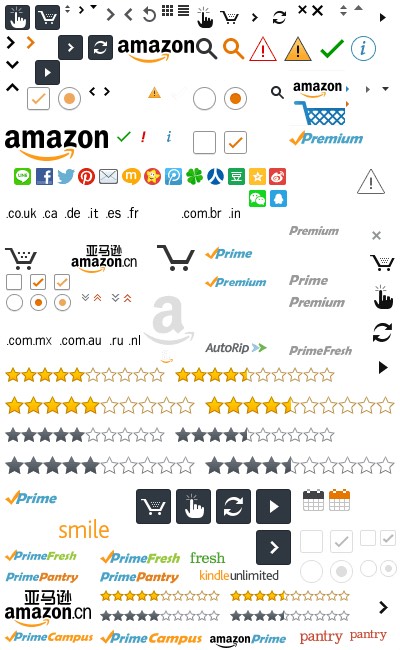 amazon
amazon
amazon
Premium
.co.uk .ca .de .it .es .fr .com.br .in
Premium
亚马逊
amazon.cn
Prime
Premium
Prime
Premium
a
.com.mx .com.au .ru .nl
AutoRip
PrimeFresh
Prime
smile
PrimeFresh
PrimeFresh
fresh
PrimePantry
PrimePantry
kindleunlimited
亚马逊
amazon.cn
PrimeCampus
PrimeCampus
amazonPrime
pantry
pantry